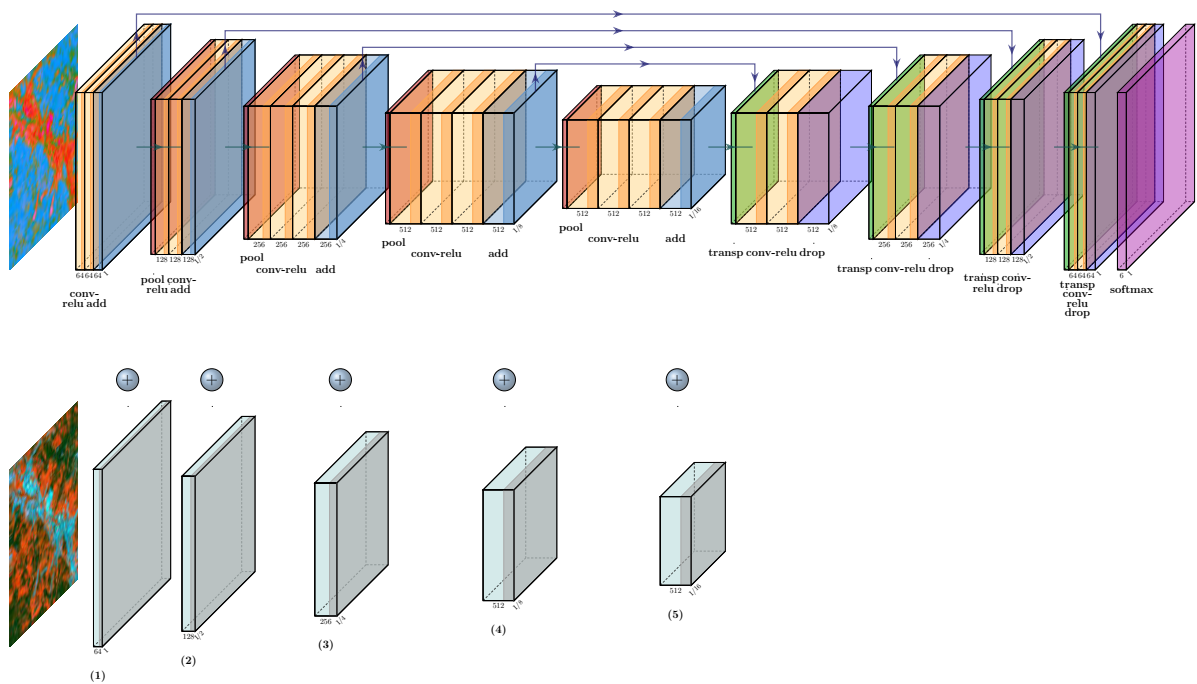 64 64 64 1
conv-
relu add
128 128 128 1/2
pool conv-
relu add
256 256 256 256 1/4
pool
conv-relu add
512 512 512 512 1/8
pool
conv-relu add
512 512 512 512 1/16
pool
conv-relu add
512 512 512 1/8
transp conv-relu drop
256 256 256 1/4
transp conv-relu drop
128 128 128 1/2
transp conv-
relu drop
64 64 64 1
transp
conv-
relu
drop
6 1
softmax
+ + + + +
64 1
(1)
128 1/2
(2)
256 1/4
(3)
512 1/8
(4)
512 1/16
(5)